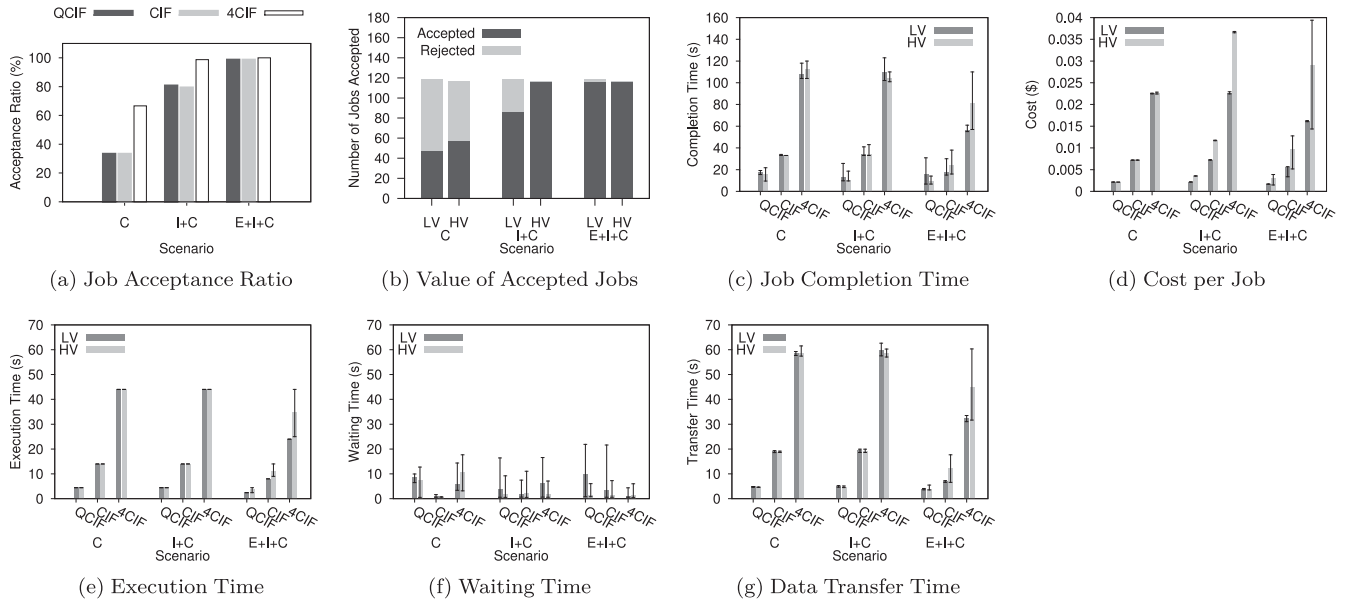 QCIF CIF 4CIF
Acceptance Ratio (%)
100
80
60
40
20
0
C I+C E+I+C
Scenario
(a) Job Acceptance Ratio
Number of Jobs Accepted
200
180
160
140
120
100
80
60
40
20
0
Accepted
Rejected
LV HV LV HV LV HV
C I+C E+I+C
Scenario
(b) Value of Accepted Jobs
Completion Time (s)
160
140
120
100
80
60
40
20
0
LV
HV
QCIF CIF 4CIF QCIF CIF 4CIF QCIF CIF 4CIF
C I+C E+I+C
Scenario
(c) Job Completion Time
Cost ($)
0.04
0.035
0.03
0.025
0.02
0.015
0.01
0.005
0
LV
HV
QCIF CIF 4CIF QCIF CIF 4CIF QCIF CIF 4CIF
C I+C E+I+C
Scenario
(d) Cost per Job
Execution Time (s)
70
60
50
40
30
20
10
0
LV
HV
QCIF CIF 4CIF QCIF CIF 4CIF QCIF CIF 4CIF
C I+C E+I+C
Scenario
(e) Execution Time
Waiting Time (s)
70
60
50
40
30
20
10
0
LV
HV
QCIF CIF 4CIF QCIF CIF 4CIF QCIF CIF 4CIF
C I+C E+I+C
Scenario
(f) Waiting Time
Transfer Time (s)
70
60
50
40
30
20
10
0
LV
HV
QCIF CIF 4CIF QCIF CIF 4CIF QCIF CIF 4CIF
C I+C E+I+C
Scenario
(g) Data Transfer Time